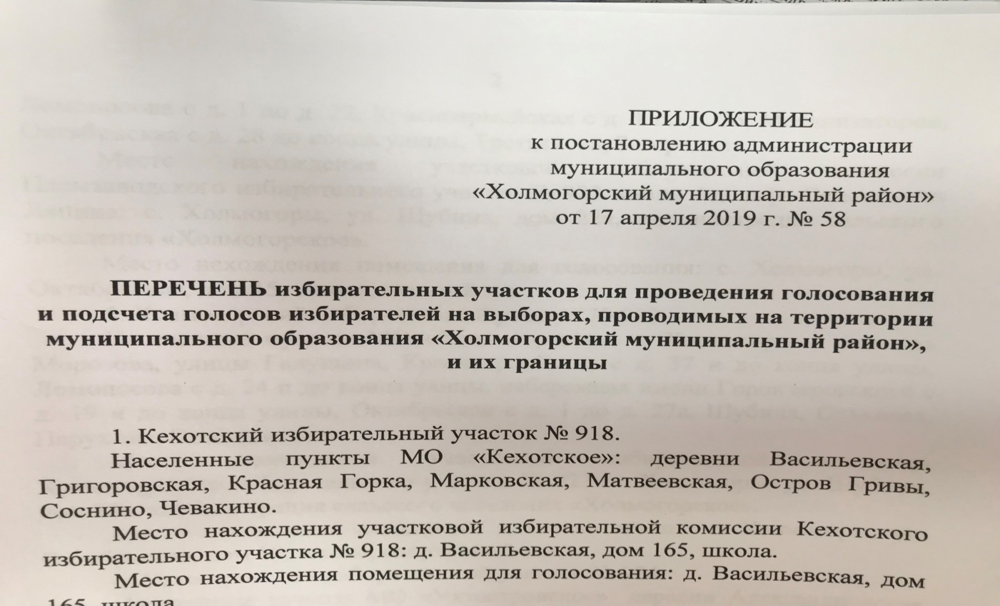 ПРИЛОЖЕНИЕ
к постановлению администрации
муниципального образования
«Холмогорский муниципальный район»
от 17 апреля 2019 г. № 58
ПЕРЕЧЕНЬ избирательных участков для проведения голосования
и подсчета голосов избирателей на выборах, проводимых на территории
муниципального образования «Холмогорский муниципальный район»,
и их границы
1. Кехотский избирательный участок № 918.
Населенные пункты МО «Кехотское»: деревни Васильевская,
Григоровская, Красная Горка, Марковская, Матвеевская, Остров Гривы,
Соснино, Чевакино.
Место нахождения участковой избирательной комиссии Кехотского
избирательного участка № 918: д. Васильевская, дом 165, школа.
Место нахождения помещения для голосования: д. Васильевская, дом
165, школа